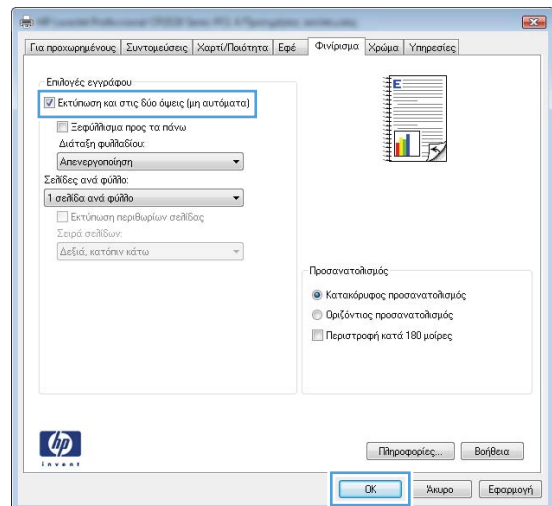 Για προχωρημένους Συντομεύσεις Χαρτί/Ποιότητα Εφέ Φινίρισμα Χρώμα Υπηρεσίες
Επιλογές εγγράφου
Εκτύπωση και στις δύο όψεις (μη αυτόματα)
Ξεφύλλισμα προς τα πάνω
Διάταξη φυλλαδίου:
Απενεργοποίηση
Σελίδες ανά φύλλο:
1 σελίδα ανά φύλλο
Εκτύπωση περιθωρίων σελίδας
Σειρά σελίδων:
Δεξιά, κατόπιν κάτω
E
Προσανατολισμός
Κατακόρυφος προσανατολισμός
Οριζόντιος προσανατολισμός
Περιστροφή κατά 180 μοίρες
hp
invent
Πληροφορίες... Βοήθεια
OK Άκυρο Εφαρμογή